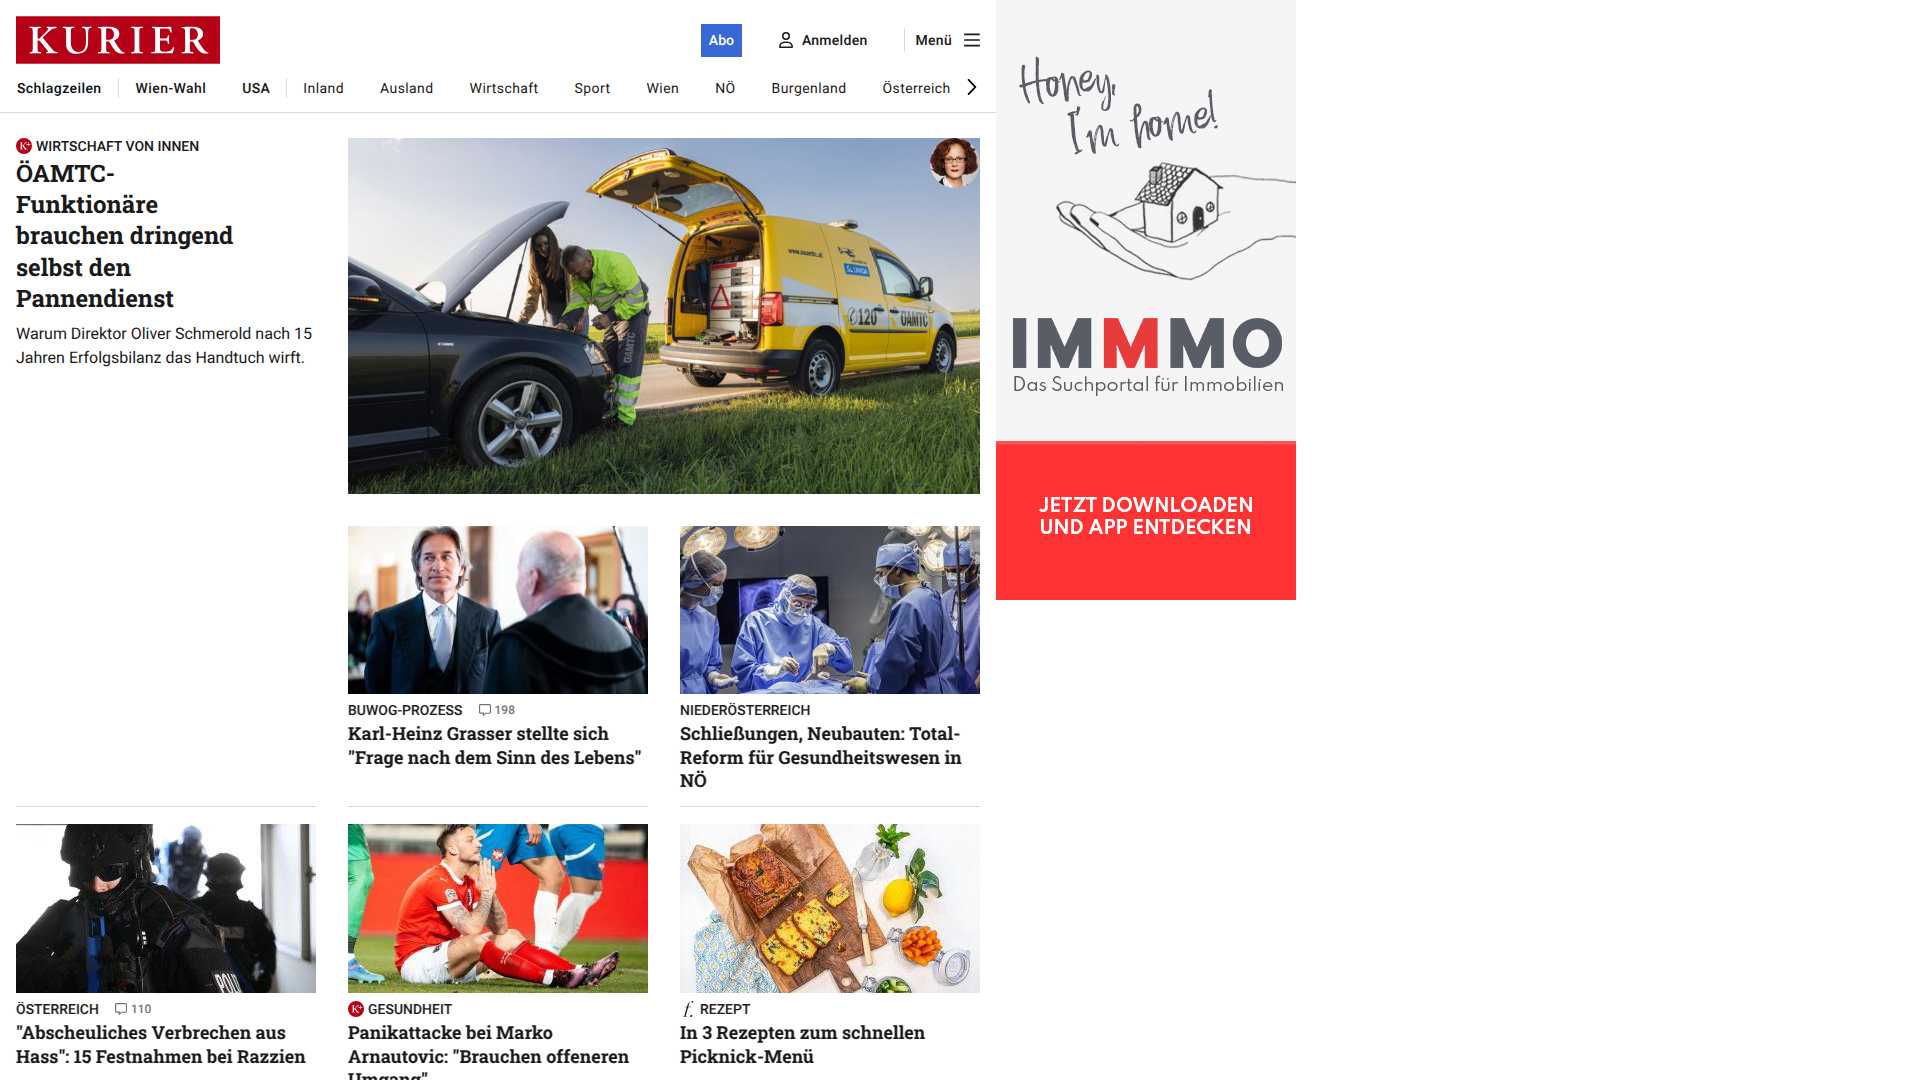 KURIER
Abo
Anmelden
Menü
Schlagzeilen
Wien-Wahl
USA
Inland
Ausland
Wirtschaft
Sport
Wien
NÖ
Burgenland
Österreich
WIRTSCHAFT VON INNEN
ÖAMTC-
Funktionäre
brauchen dringend
selbst den
Pannendienst
Warum Direktor Oliver Schmerold nach 15
Jahren Erfolgsbilanz das Handtuch wirft.
120 ÖAMTC
ÖAMTC
BUWOG-PROZESS 198
Karl-Heinz Grasser stellte sich
"Frage nach dem Sinn des Lebens"
NIEDERÖSTERREICH
Schließungen, Neubauten: Total-
Reform für Gesundheitswesen in
NÖ
ÖSTERREICH 110
"Abscheuliches Verbrechen aus
Hass": 15 Festnahmen bei Razzien
K+ GESUNDHEIT
Panikattacke bei Marko
Arnautovic: "Brauchen offeneren
Umgang"
f. REZEPT
In 3 Rezepten zum schnellen
Picknick-Menü
Honey,
I'm home!
IMMMO
Das Suchportal für Immobilien
JETZT DOWNLOADEN
UND APP ENTDECKEN